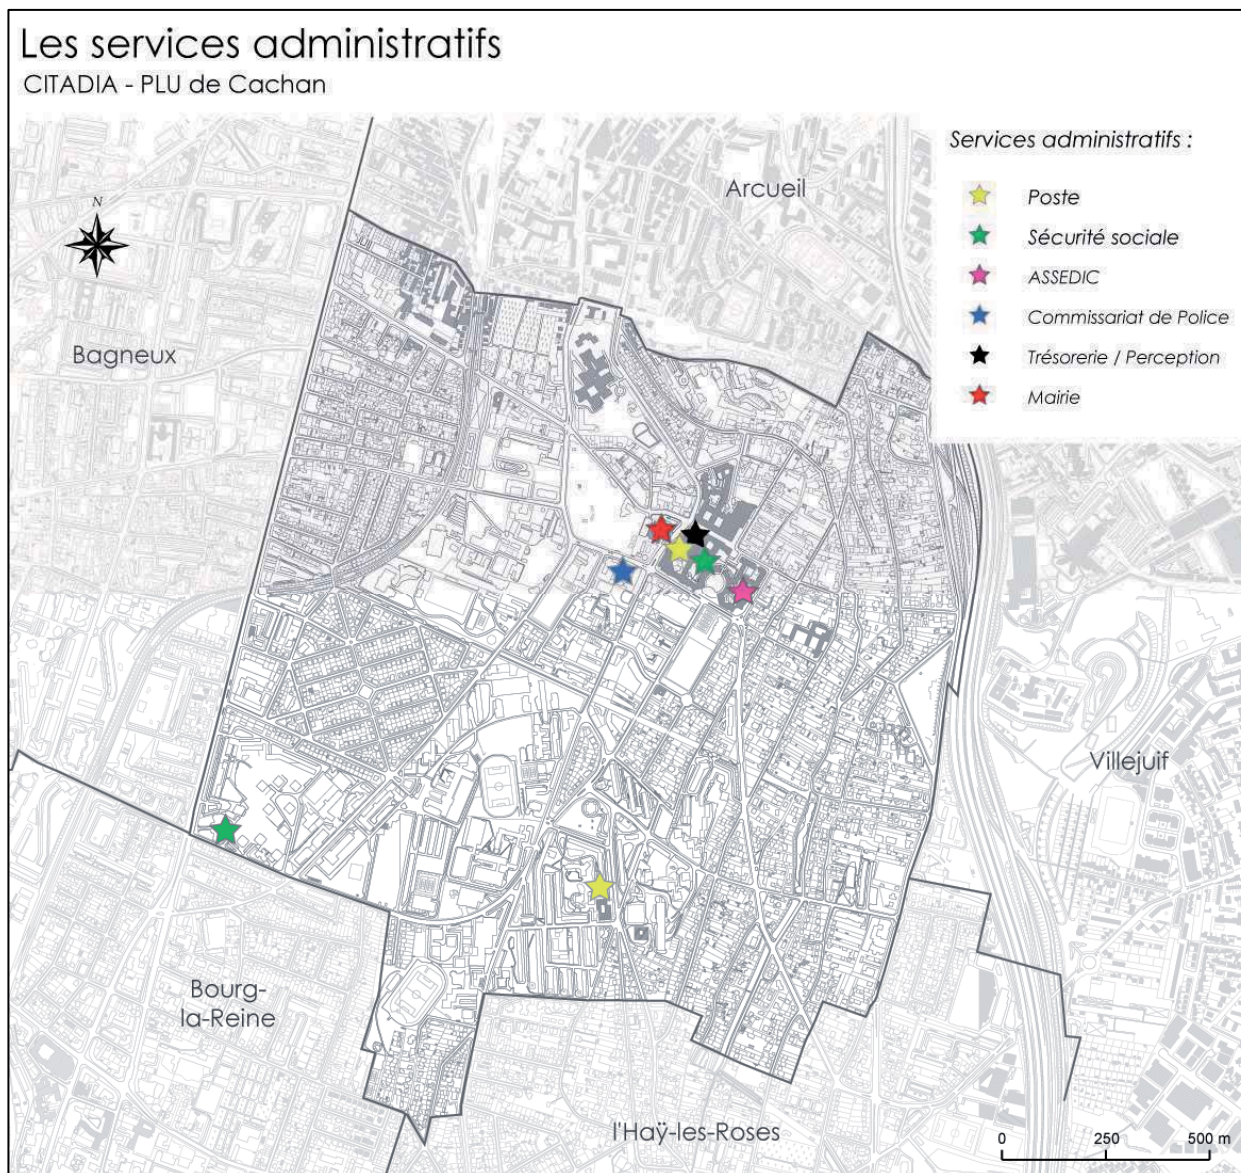 Les services administratifs
CITADIA - PLU de Cachan
Services administratifs :
Poste
Sécurité sociale
ASSEDIC
Commissariat de Police
Trésorerie / Perception
Mairie
N
Arcueil
Bagneux
Villejuif
Bourg-
la-Reine
l'Haÿ-les-Roses
0 250 500 m